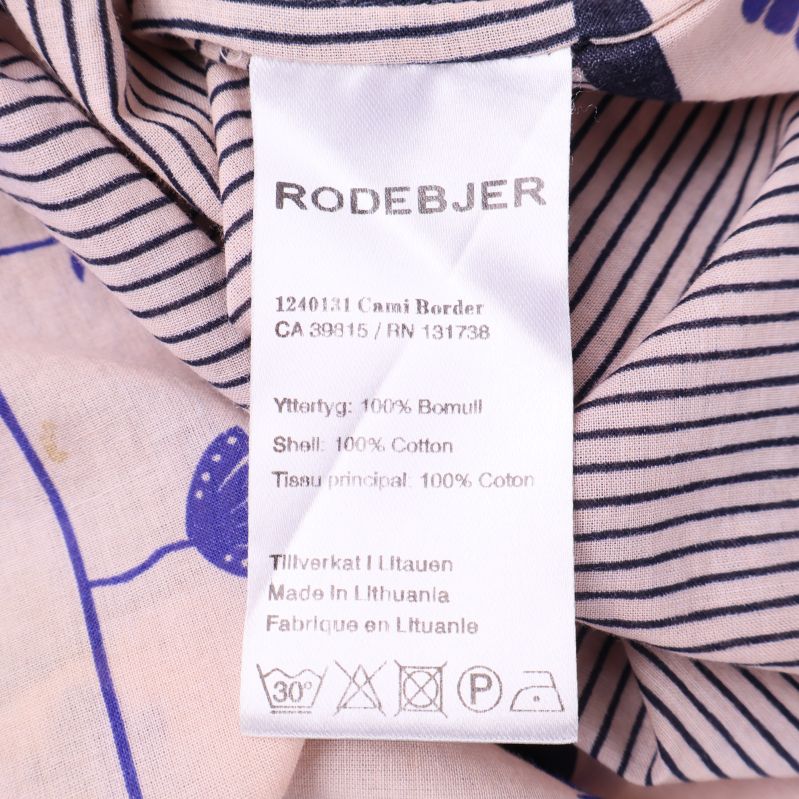 RODEBJER
1240131 Cami Border
CA 39815 / RN 131738
Yttertyg: 100% Bomull
Shell: 100% Cotton
Tissu principal: 100% Coton
Tillverkat I Litauen
Made in Lithuania
Fabrique en Lituanie
30° P